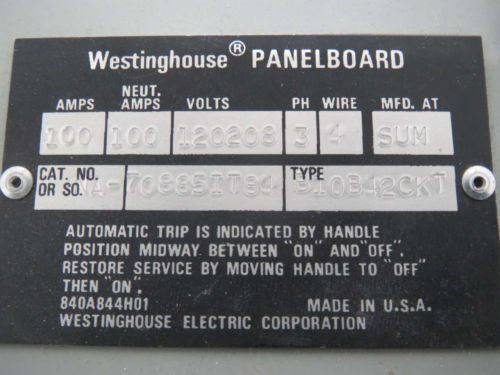 Westinghouse® PANELBOARD
AMPS NEUT. AMPS VOLTS PH WIRE MFD. AT
100 100 120208 3 4 SUM
CAT. NO. OR SO. TYPE B10B42CKT
AUTOMATIC TRIP IS INDICATED BY HANDLE
POSITION MIDWAY BETWEEN "ON" AND "OFF".
RESTORE SERVICE BY MOVING HANDLE TO "OFF"
THEN "ON".
840A844H01 MADE IN U.S.A.
WESTINGHOUSE ELECTRIC CORPORATION